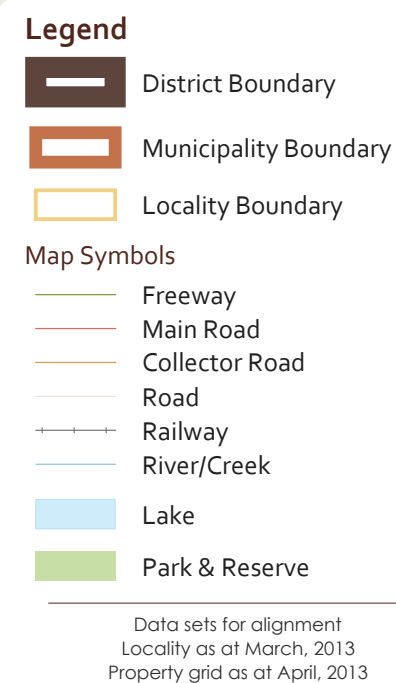 Legend
District Boundary
Municipality Boundary
Locality Boundary
Map Symbols
Freeway
Main Road
Collector Road
Road
Railway
River/Creek
Lake
Park & Reserve
Data sets for alignment
Locality as at March, 2013
Property grid as at April, 2013